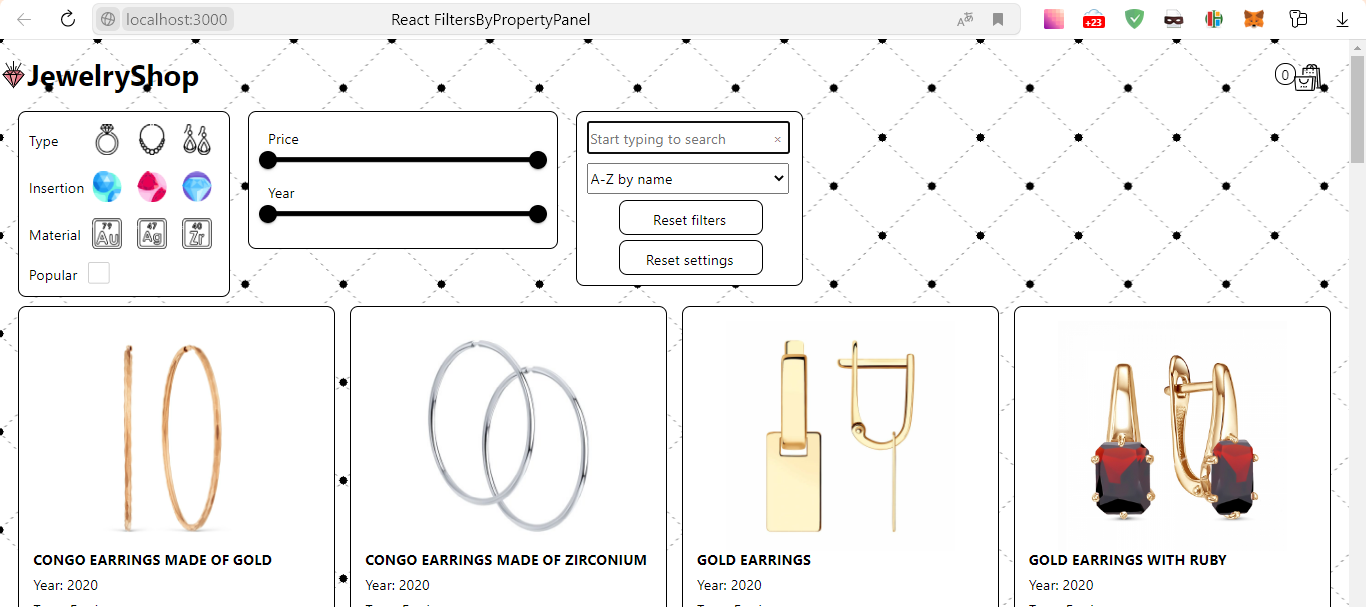 localhost:3000
React FiltersByPropertyPanel
+23
JewelryShop
0
Type
Insertion
Material
79 Au
47 Ag
40 Zr
Popular
Price
Year
Start typing to search ×
A-Z by name
Reset filters
Reset settings
CONGO EARRINGS MADE OF GOLD
Year: 2020
CONGO EARRINGS MADE OF ZIRCONIUM
Year: 2020
GOLD EARRINGS
Year: 2020
GOLD EARRINGS WITH RUBY
Year: 2020